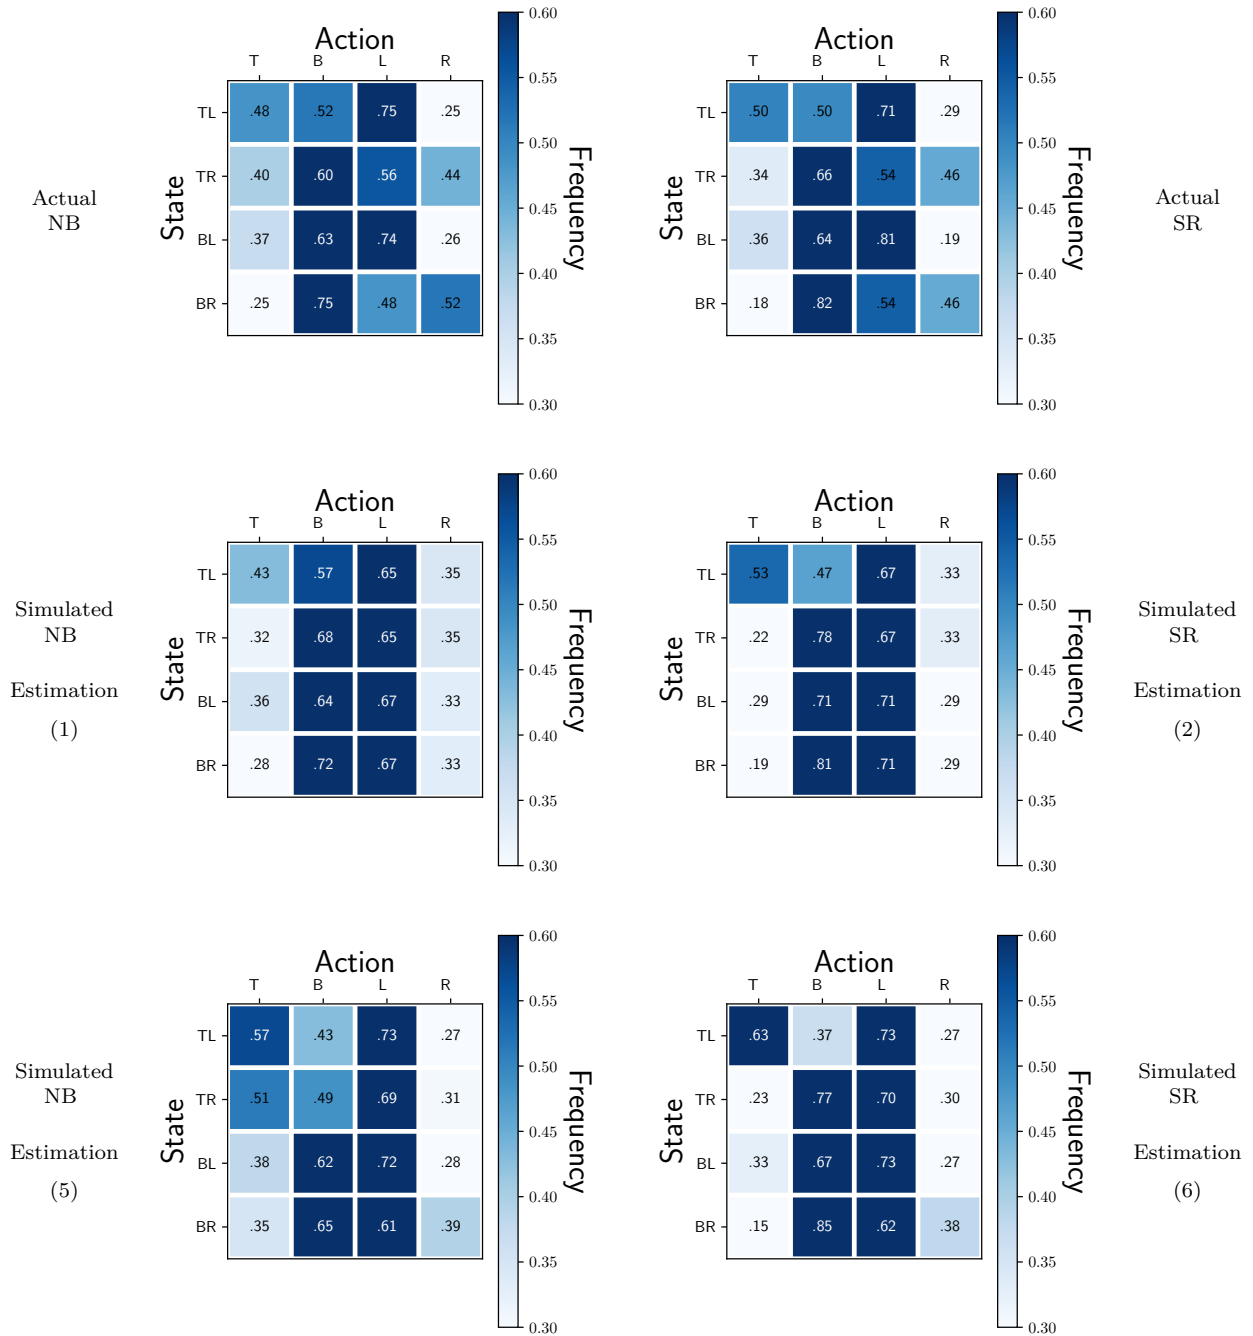 Action
T B L R
State
TL .48 .52 .75 .25
TR .40 .60 .56 .44
BL .37 .63 .74 .26
BR .25 .75 .48 .52
0.60
0.55
0.50
0.45
0.40
0.35
0.30
Frequency
Actual
NB
Action
T B L R
State
TL .50 .50 .71 .29
TR .34 .66 .54 .46
BL .36 .64 .81 .19
BR .18 .82 .54 .46
0.60
0.55
0.50
0.45
0.40
0.35
0.30
Frequency
Actual
SR
Action
T B L R
State
TL .43 .57 .65 .35
TR .32 .68 .65 .35
BL .36 .64 .67 .33
BR .28 .72 .67 .33
0.60
0.55
0.50
0.45
0.40
0.35
0.30
Frequency
Simulated
NB
Estimation
(1)
Action
T B L R
State
TL .53 .47 .67 .33
TR .22 .78 .67 .33
BL .29 .71 .71 .29
BR .19 .81 .71 .29
0.60
0.55
0.50
0.45
0.40
0.35
0.30
Frequency
Simulated
SR
Estimation
(2)
Action
T B L R
State
TL .57 .43 .73 .27
TR .51 .49 .69 .31
BL .38 .62 .72 .28
BR .35 .65 .61 .39
0.60
0.55
0.50
0.45
0.40
0.35
0.30
Frequency
Simulated
NB
Estimation
(5)
Action
T B L R
State
TL .63 .37 .73 .27
TR .23 .77 .70 .30
BL .33 .67 .73 .27
BR .15 .85 .62 .38
0.60
0.55
0.50
0.45
0.40
0.35
0.30
Frequency
Simulated
SR
Estimation
(6)